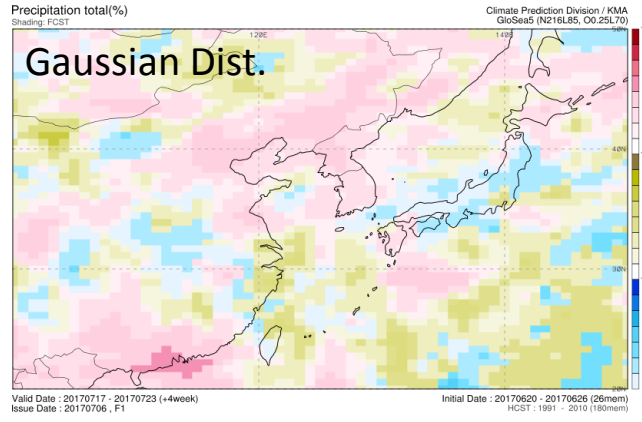 Precipitation total(%)
Shading: FCST
Climate Prediction Division / KMA
GloSea5 (N216L85, O0.25L70)
120E
140E
50N
Gaussian Dist.
40N
30N
20N
Valid Date : 20170717 - 20170723 (+4week)
Issue Date : 20170706 , F1
Initial Date : 20170620 - 20170626 (26mem)
HCST : 1991 - 2010 (180mem)